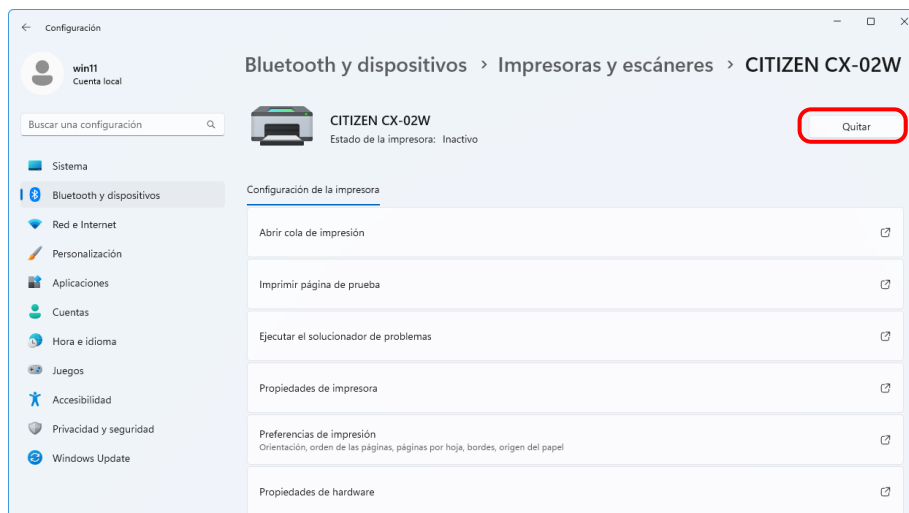 Configuración
win11
Cuenta local
Buscar una configuración
Sistema
Bluetooth y dispositivos
Red e Internet
Personalización
Aplicaciones
Cuentas
Hora e idioma
Juegos
Accesibilidad
Privacidad y seguridad
Windows Update
Bluetooth y dispositivos › Impresoras y escáneres › CITIZEN CX-02W
CITIZEN CX-02W
Estado de la impresora: Inactivo
Quitar
Configuración de la impresora
Abrir cola de impresión
Imprimir página de prueba
Ejecutar el solucionador de problemas
Propiedades de impresora
Preferencias de impresión
Orientación, orden de las páginas, páginas por hoja, bordes, origen del papel
Propiedades de hardware